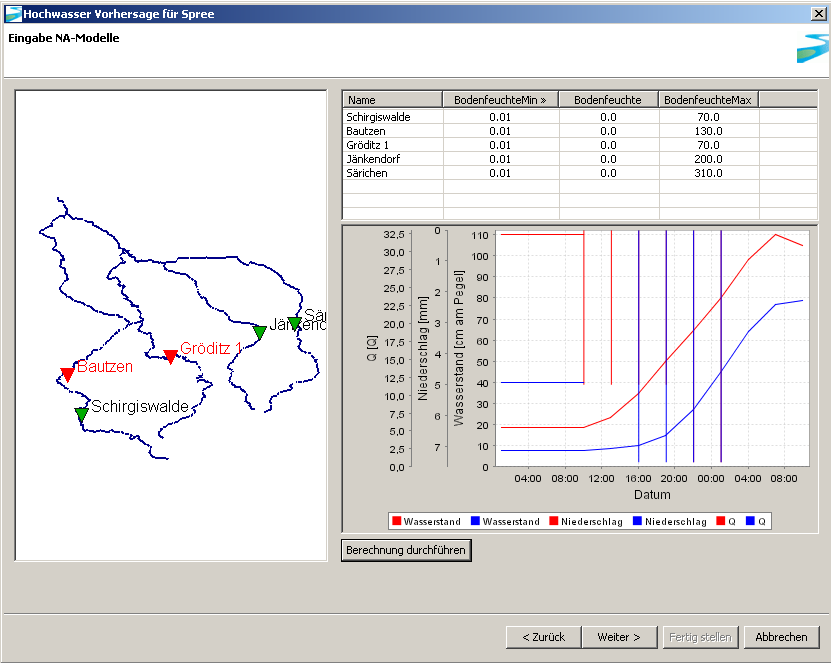 Hochwasser Vorhersage für Spree
Eingabe NA-Modelle
Name BodenfeuchteMin » Bodenfeuchte BodenfeuchteMax
Schirgiswalde 0.01 0.0 70.0
Bautzen 0.01 0.0 130.0
Gröditz 1 0.01 0.0 70.0
Jänkendorf 0.01 0.0 200.0
Särichen 0.01 0.0 310.0
Sär
Jänkend
Gröditz 1
Bautzen
Schirgiswalde
Q [Q]
32,5
30,0
27,5
25,0
22,5
20,0
17,5
15,0
12,5
10,0
7,5
5,0
2,5
0,0
Niederschlag [mm]
0
1
2
3
4
5
6
7
Wasserstand [cm am Pegel]
110
100
90
80
70
60
50
40
30
20
10
0
04:00 08:00 12:00 16:00 20:00 00:00 04:00 08:00
Datum
Wasserstand Wasserstand Niederschlag Niederschlag Q Q
Berechnung durchführen
< Zurück Weiter > Fertig stellen Abbrechen